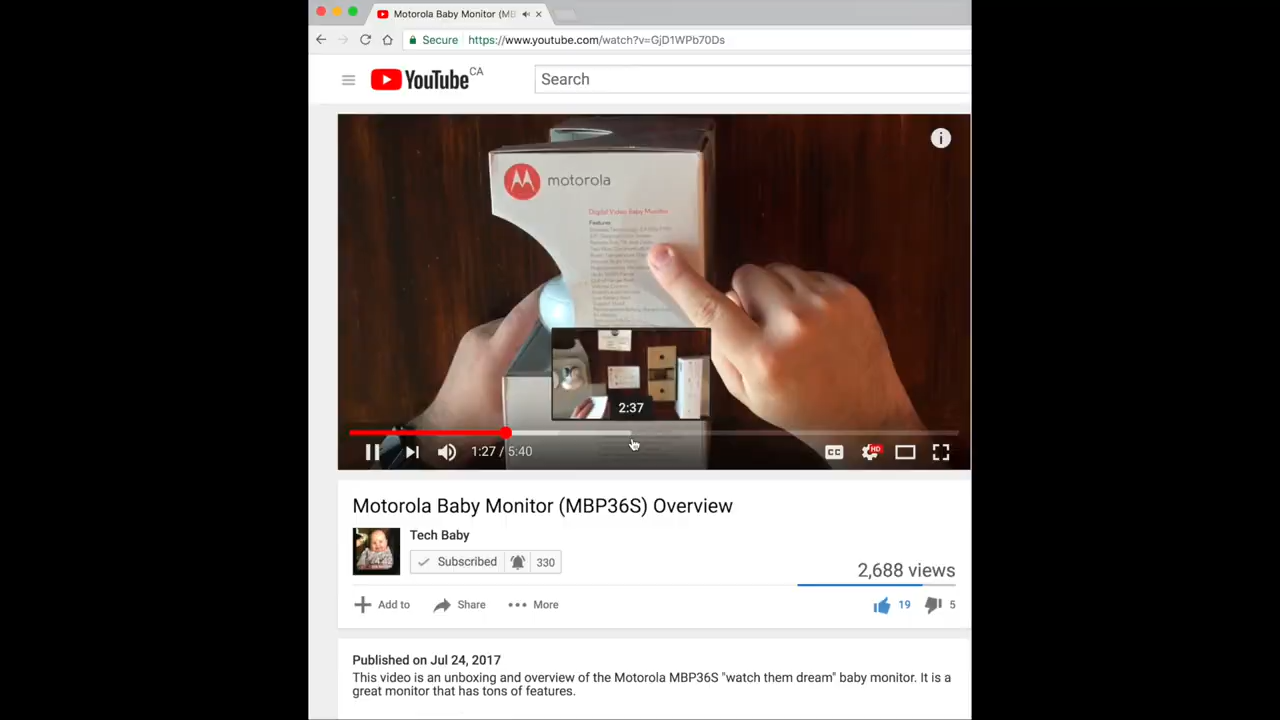 Motorola Baby Monitor (MB
Secure https://www.youtube.com/watch?v=GjD1WPb70Ds
YouTube CA
Search
i
motorola
Digital Video Baby Monitor
Features
2:37
1:27 / 5:40
CC
HD
Motorola Baby Monitor (MBP36S) Overview
Tech Baby
Subscribed 330
2,688 views
Add to Share More 19 5
Published on Jul 24, 2017
This video is an unboxing and overview of the Motorola MBP36S "watch them dream" baby monitor. It is a
great monitor that has tons of features.